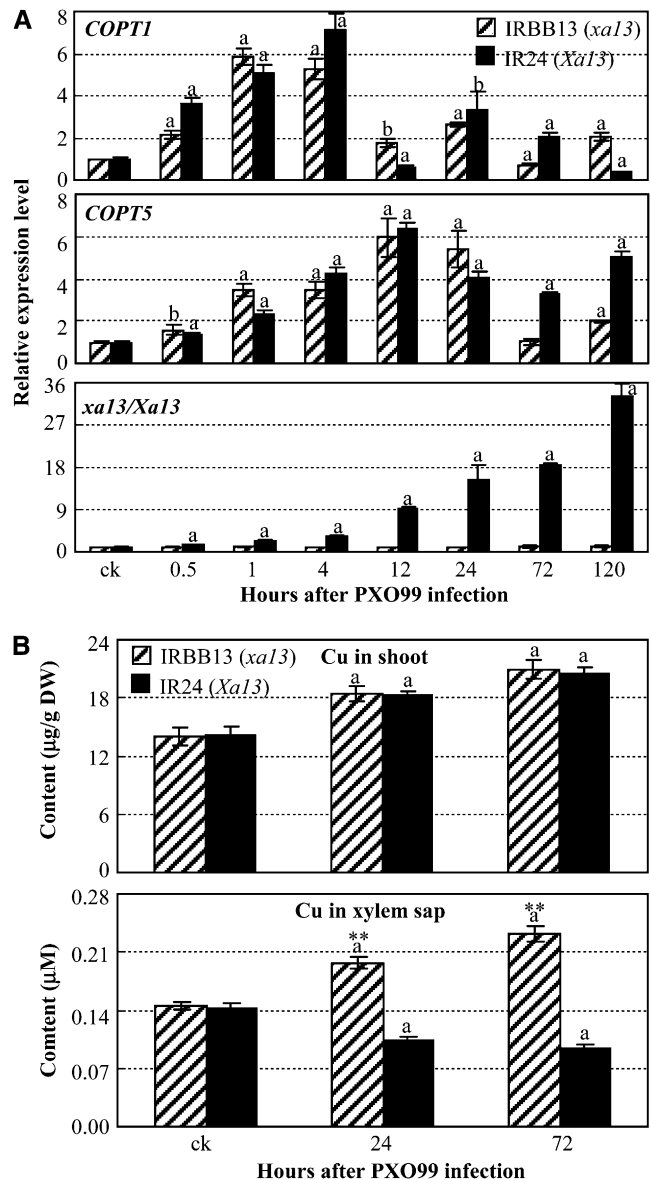 A
COPT1
IRBB13 (xa13)
IR24 (Xa13)
8
6
4
2
0
a a a a a a b a a b a a a a
COPT5
8
6
4
2
0
b a a a a a a a a a a a a
xa13/Xa13
36
27
18
9
0
a a a a a a a
Relative expression level
ck 0.5 1 4 12 24 72 120
Hours after PXO99 infection
B
IRBB13 (xa13)
IR24 (Xa13)
Cu in shoot
24
18
12
6
0
a a a a
Content (μg/g DW)
Cu in xylem sap
0.28
0.21
0.14
0.07
0.00
** **
a a a a
Comtent (μM)
ck 24 72
Hours after PXO99 infection